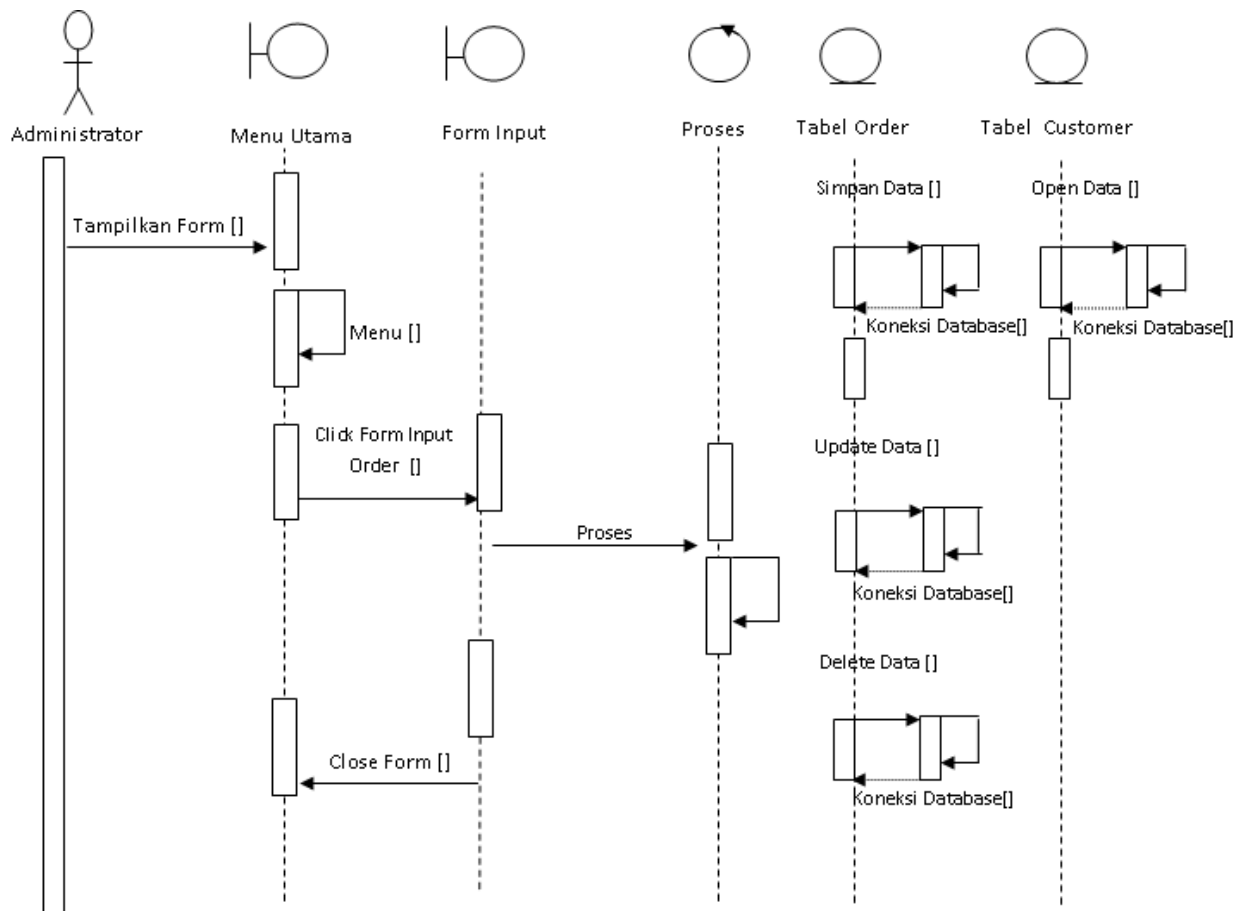 Administrator
Menu Utama
Form Input
Proses
Tabel Order
Tabel Customer
Simpan Data []
Open Data []
Tampilkan Form []
Koneksi Database[]
Koneksi Database[]
Menu []
Click Form Input
Order []
Update Data []
Proses
Koneksi Database[]
Delete Data []
Close Form []
Koneksi Database[]